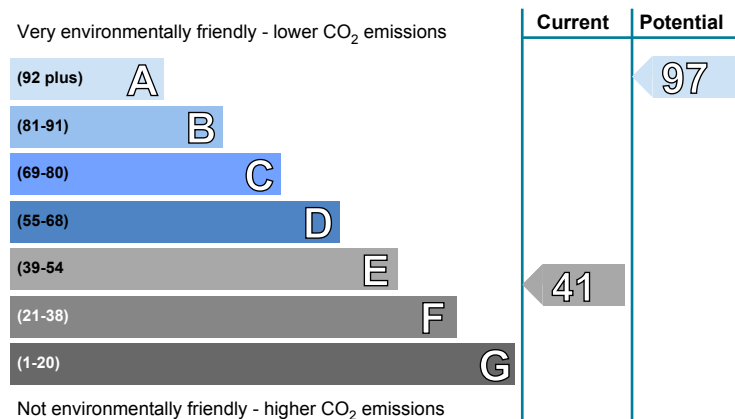 Current Potential
Very environmentally friendly - lower CO₂ emissions
(92 plus) A 97
(81-91) B
(69-80) C
(55-68) D
(39-54 E
41
(21-38) F
(1-20) G
Not environmentally friendly - higher CO₂ emissions